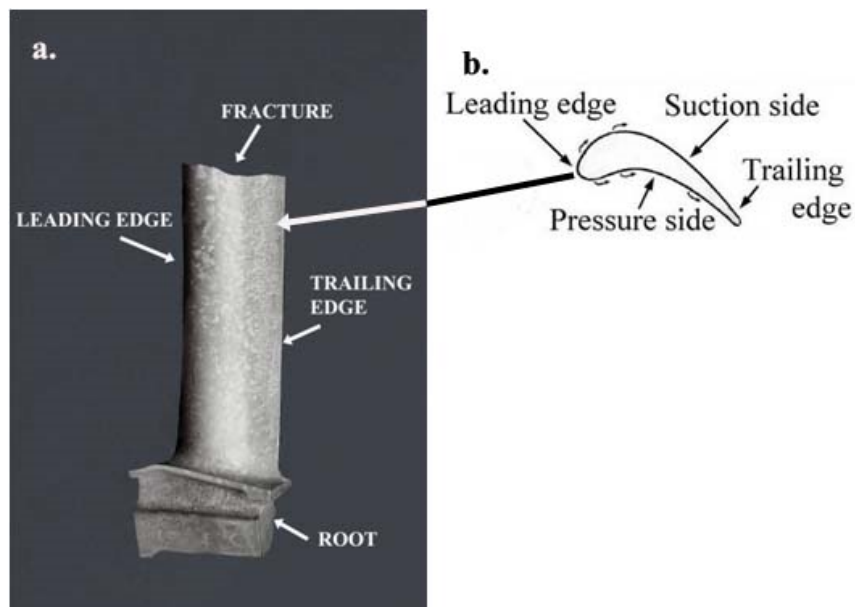 a.
FRACTURE
LEADING EDGE
TRAILING
EDGE
ROOT
b.
Leading edge
Suction side
Trailing
edge
Pressure side